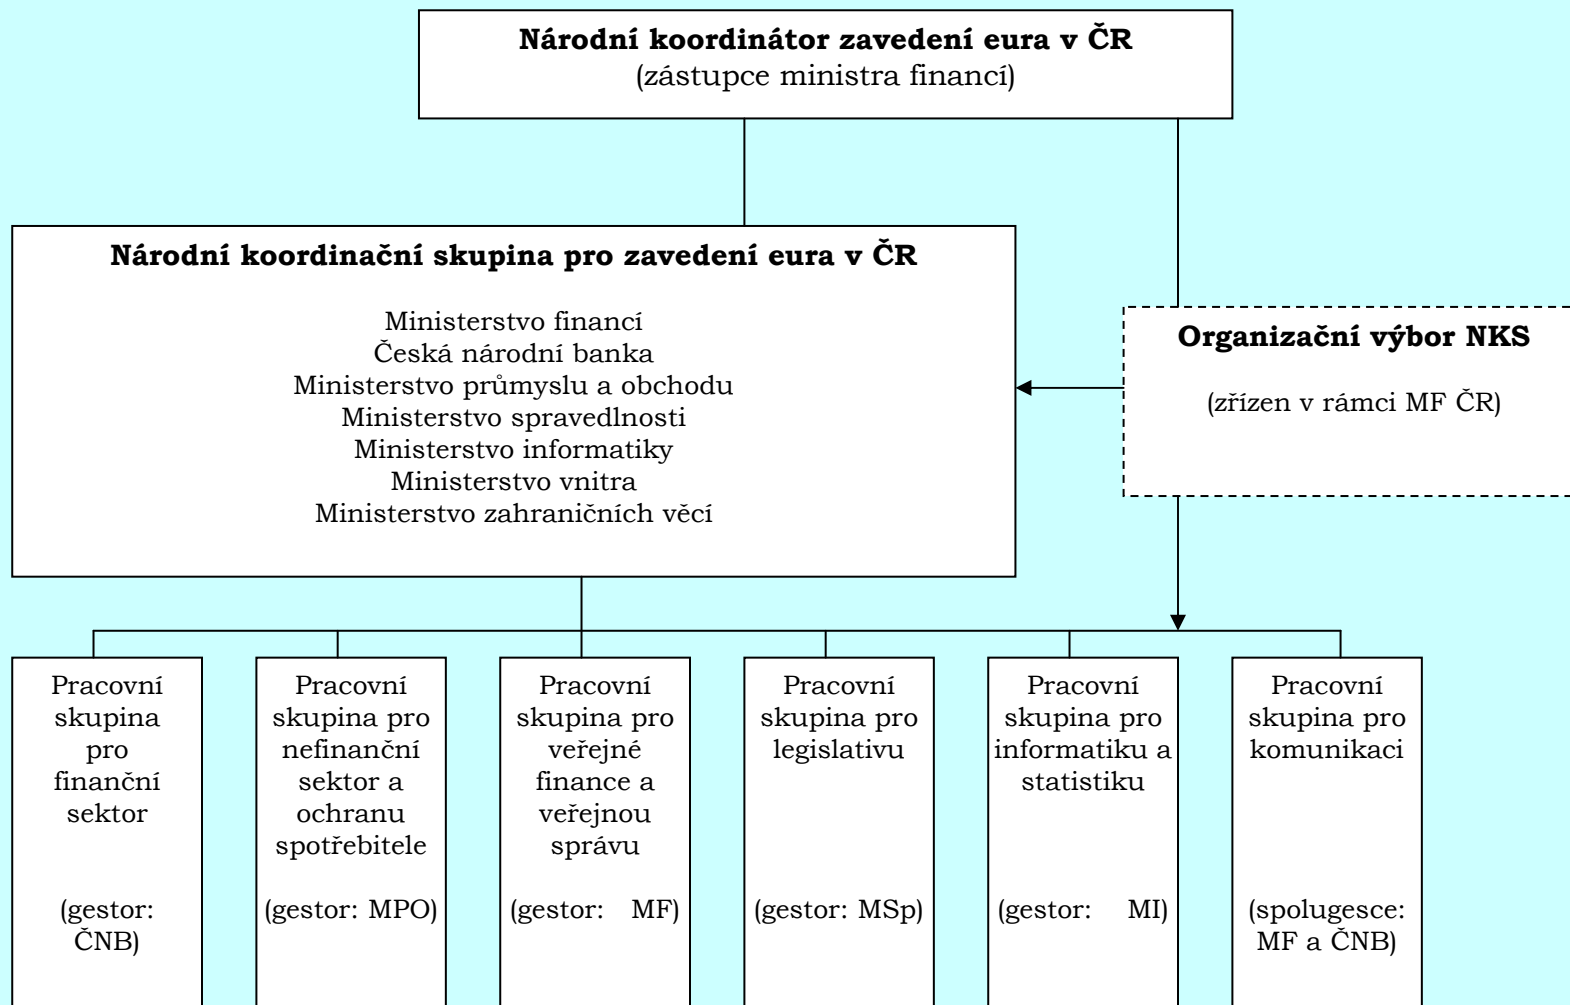 Národní koordinátor zavedení eura v ČR
(zástupce ministra financí)
Národní koordinační skupina pro zavedení eura v ČR
Ministerstvo financí
Česká národní banka
Ministerstvo průmyslu a obchodu
Ministerstvo spravedlnosti
Ministerstvo informatiky
Ministerstvo vnitra
Ministerstvo zahraničních věcí
Organizační výbor NKS
(zřízen v rámci MF ČR)
Pracovní
skupina
pro
finanční
sektor
(gestor:
ČNB)
Pracovní
skupina pro
nefinanční
sektor a
ochranu
spotřebitele
(gestor: MPO)
Pracovní
skupina pro
veřejné
finance a
veřejnou
správu
(gestor: MF)
Pracovní
skupina pro
legislativu
(gestor: MSp)
Pracovní
skupina pro
informatiku a
statistiku
(gestor: MI)
Pracovní
skupina pro
komunikaci
(spolugesce:
MF a ČNB)